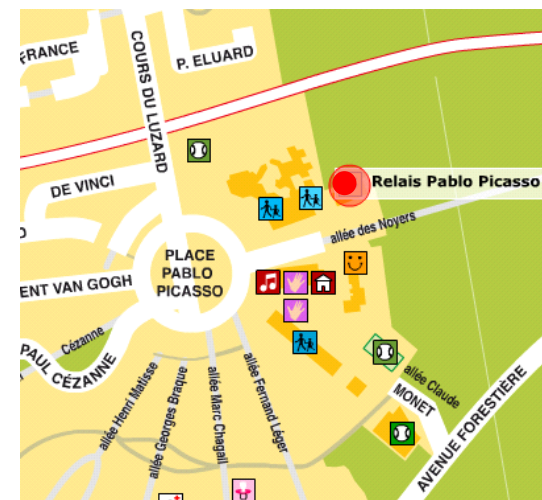 FRANCE
COURS DU LUZARD
P. ELUARD
DE VINCI
Relais Pablo Picasso
allée des Noyers
PLACE
PABLO
PICASSO
ENT VAN GOGH
Cézanne
PAUL CÉZANNE
allée Henri Matisse
allée Georges Braque
allée Marc Chagall
allée Fernand Léger
allée Claude
MONET
AVENUE FORESTIÈRE